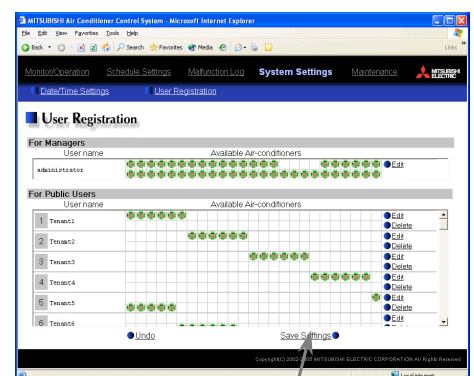 MITSUBISHI Air Conditioner Control System - Microsoft Internet Explorer
File Edit View Favorites Tools Help
Back Search Favorites Media Links
Monitor/Operation Schedule Settings Malfunction Log System Settings Maintenance MITSUBISHI ELECTRIC
Date/Time Settings User Registration
User Registration
For Managers
User name Available Air-conditioners
administrator Edit
For Public Users
User name Available Air-conditioners
1 Tenant1 Edit
Delete
2 Tenant2 Edit
Delete
3 Tenant3 Edit
Delete
4 Tenant4 Edit
Delete
5 Tenant5 Edit
Delete
6 Tenant6 Edit
Undo Save Settings
Copyright(C) 2002-2005 MITSUBISHI ELECTRIC CORPORATION All Rights Reserved
Local intranet